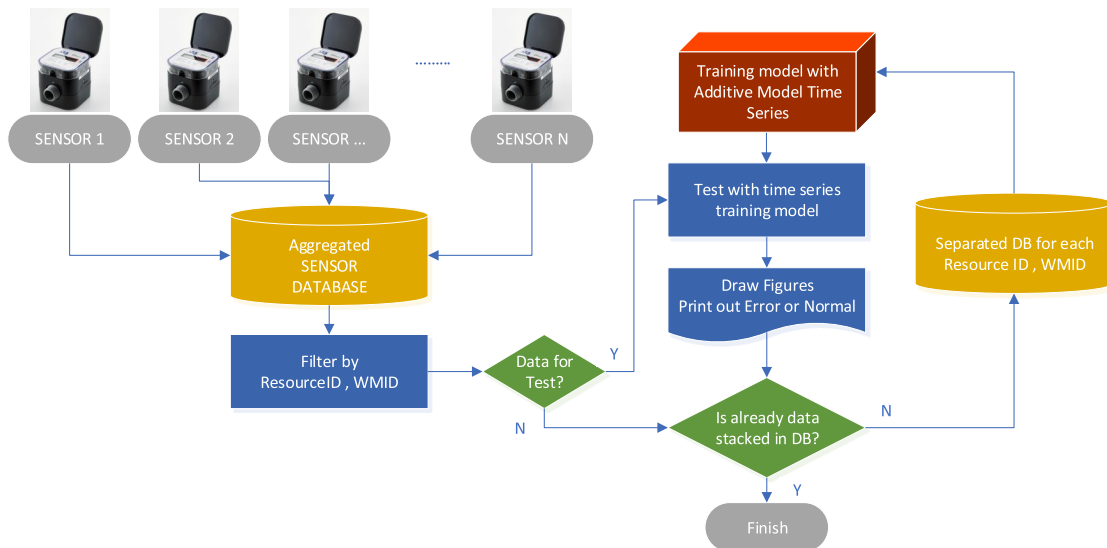 SENSOR 1
SENSOR 2
SENSOR ...
.........
SENSOR N
Aggregated
SENSOR
DATABASE
Filter by
ResourceID , WMID
Data for
Test?
Y
N
Training model with
Additive Model Time
Series
Test with time series
training model
Draw Figures
Print out Error or Normal
Is already data
stacked in DB?
N
Y
Separated DB for each
Resource ID , WMID
Finish